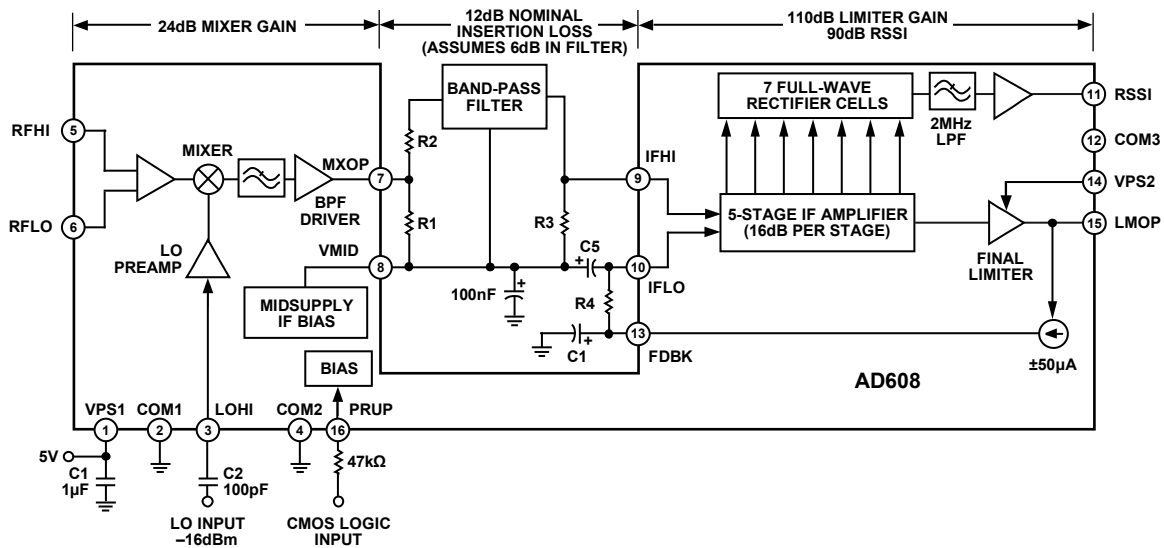 24dB MIXER GAIN
12dB NOMINAL
INSERTION LOSS
(ASSUMES 6dB IN FILTER)
110dB LIMITER GAIN
90dB RSSI
RFHI
5
RFLO
6
MIXER
LO
PREAMP
BPF
DRIVER
MXOP
7
VMID
8
MIDSUPPLY
IF BIAS
BIAS
R2
R1
BAND-PASS
FILTER
R3
C5
100nF
+
+
R4
C1
+
IFHI
9
10
IFLO
13
FDBK
7 FULL-WAVE
RECTIFIER CELLS
2MHz
LPF
5-STAGE IF AMPLIFIER
(16dB PER STAGE)
FINAL
LIMITER
11
RSSI
12
COM3
14
VPS2
15
LMOP
±50µA
AD608
VPS1
COM1
LOHI
COM2
PRUP
1
2
3
4
16
5V
C1
1µF
C2
100pF
47kΩ
LO INPUT
–16dBm
CMOS LOGIC
INPUT